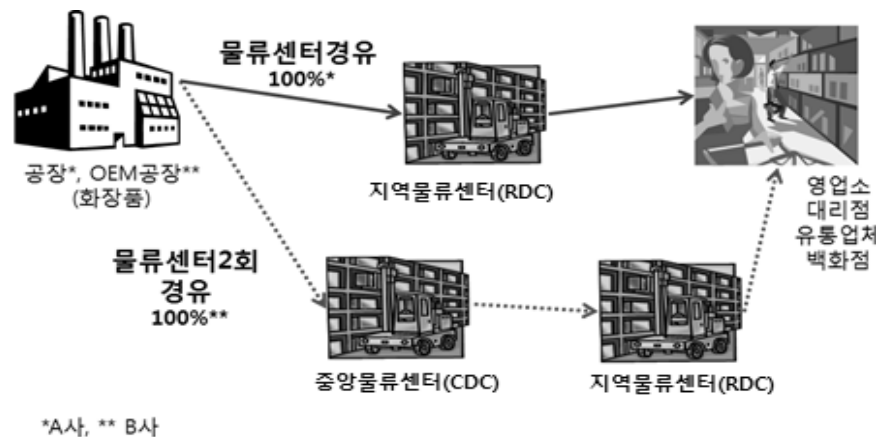 물류센터경유
100%*
공장*, OEM공장**
(화장품)
지역물류센터(RDC)
영업소
대리점
유통업체
백화점
물류센터2회
경유
100%**
중앙물류센터(CDC)
지역물류센터(RDC)
*A사, ** B사